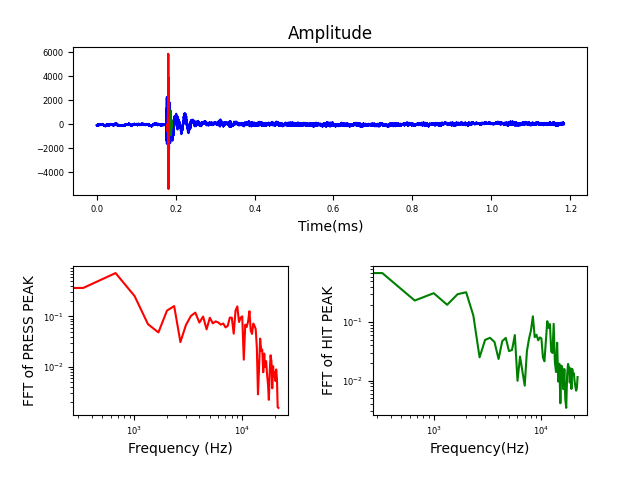 Amplitude
6000
4000
2000
0
−2000
−4000
0.0 0.2 0.4 0.6 0.8 1.0 1.2
Time(ms)
FFT of PRESS PEAK
10⁻¹
10⁻²
10³ 10⁴
Frequency (Hz)
FFT of HIT PEAK
10⁻¹
10⁻²
10³ 10⁴
Frequency(Hz)